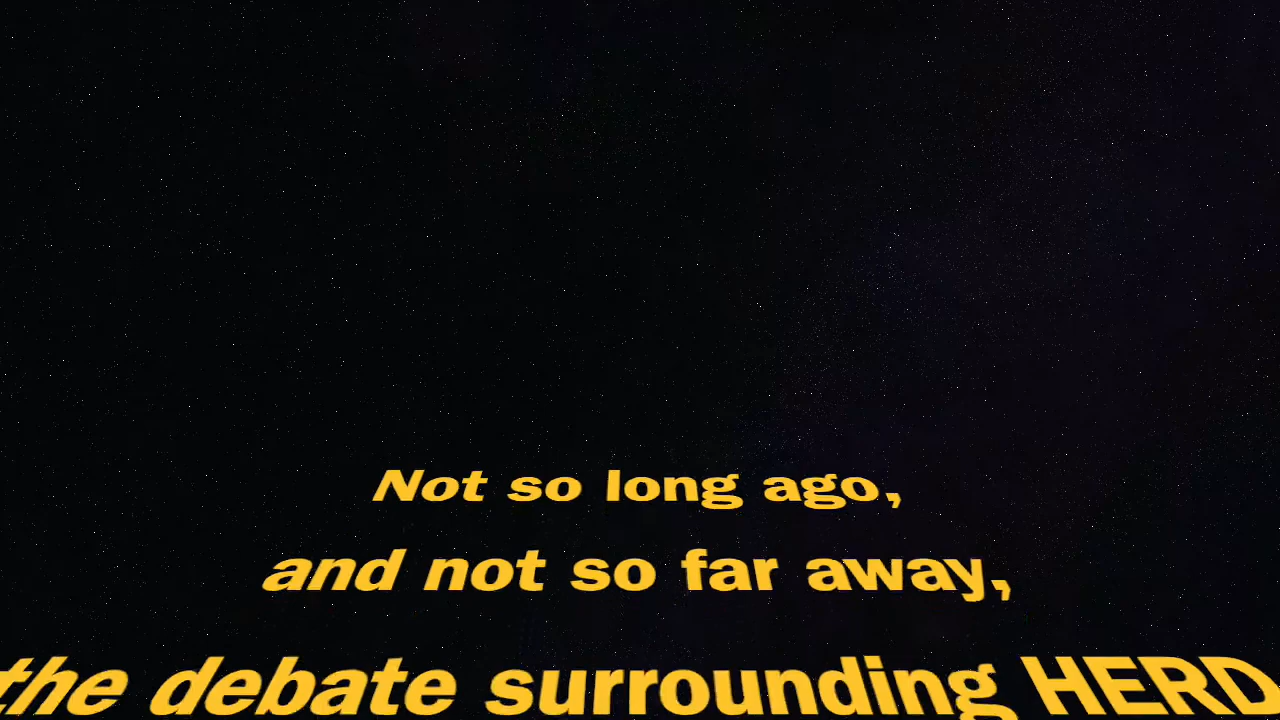 Not so long ago,
and not so far away,
the debate surrounding HERD